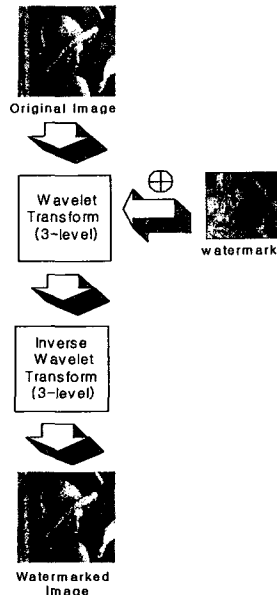 Original Image
Wavelet
Transform
(3-level)
watermark
Inverse
Wavelet
Transform
(3-level)
Watermarked
Image